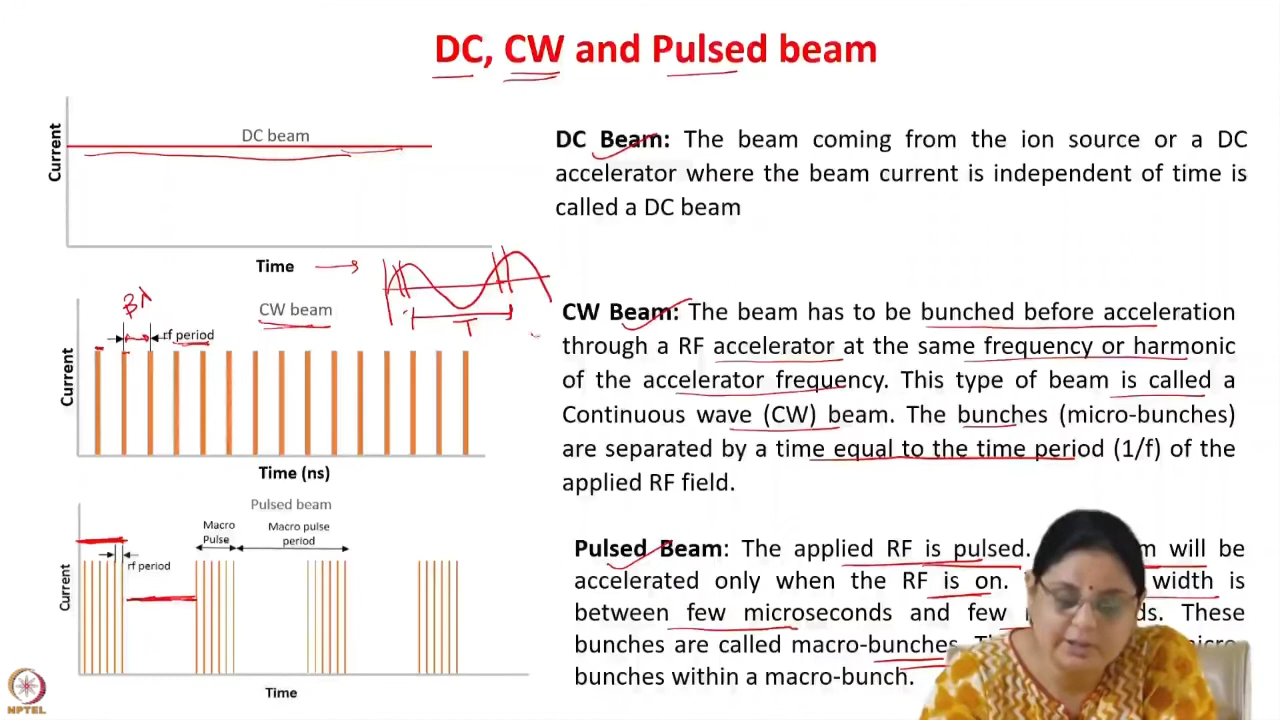 DC, CW and Pulsed beam
DC beam
Current
Time
DC Beam: The beam coming from the ion source or a DC
accelerator where the beam current is independent of time is
called a DC beam
βλ
CW beam
rf period
T
Current
Time (ns)
CW Beam: The beam has to be bunched before acceleration
through a RF accelerator at the same frequency or harmonic
of the accelerator frequency. This type of beam is called a
Continuous wave (CW) beam. The bunches (micro-bunches)
are separated by a time equal to the time period (1/f) of the
applied RF field.
Pulsed beam
Macro
Pulse
Macro pulse
period
rf period
Current
Time
Pulsed Beam: The applied RF is pulsed. will be
accelerated only when the RF is on. width is
between few microseconds and few These
bunches are called macro-bunches.
bunches within a macro-bunch.
NPTEL